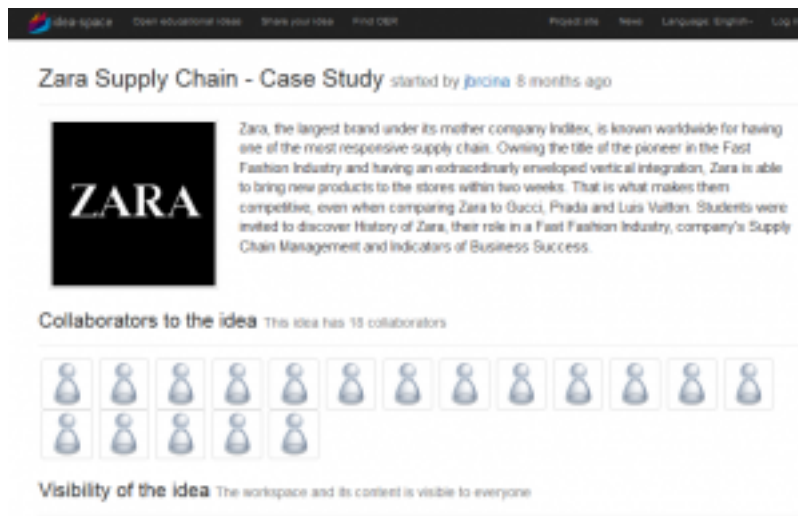 idea space Open educational ideas Share your idea Find OER Project site News Language: English Log in
Zara Supply Chain - Case Study started by jbrcina 8 months ago
ZARA
Zara, the largest brand under its mother company Inditex, is known worldwide for having
one of the most responsive supply chain. Owning the title of the pioneer in the Fast
Fashion Industry and having an extraordinarly enveloped vertical integration, Zara is able
to bring new products to the stores within two weeks. That is what makes them
competitive, even when comparing Zara to Gucci, Prada and Luis Vuitton. Students were
invited to discover History of Zara, their role in a Fast Fashion Industry, company's Supply
Chain Management and Indicators of Business Success.
Collaborators to the idea This idea has 18 collaborators
Visibility of the idea The workspace and its content is visible to everyone